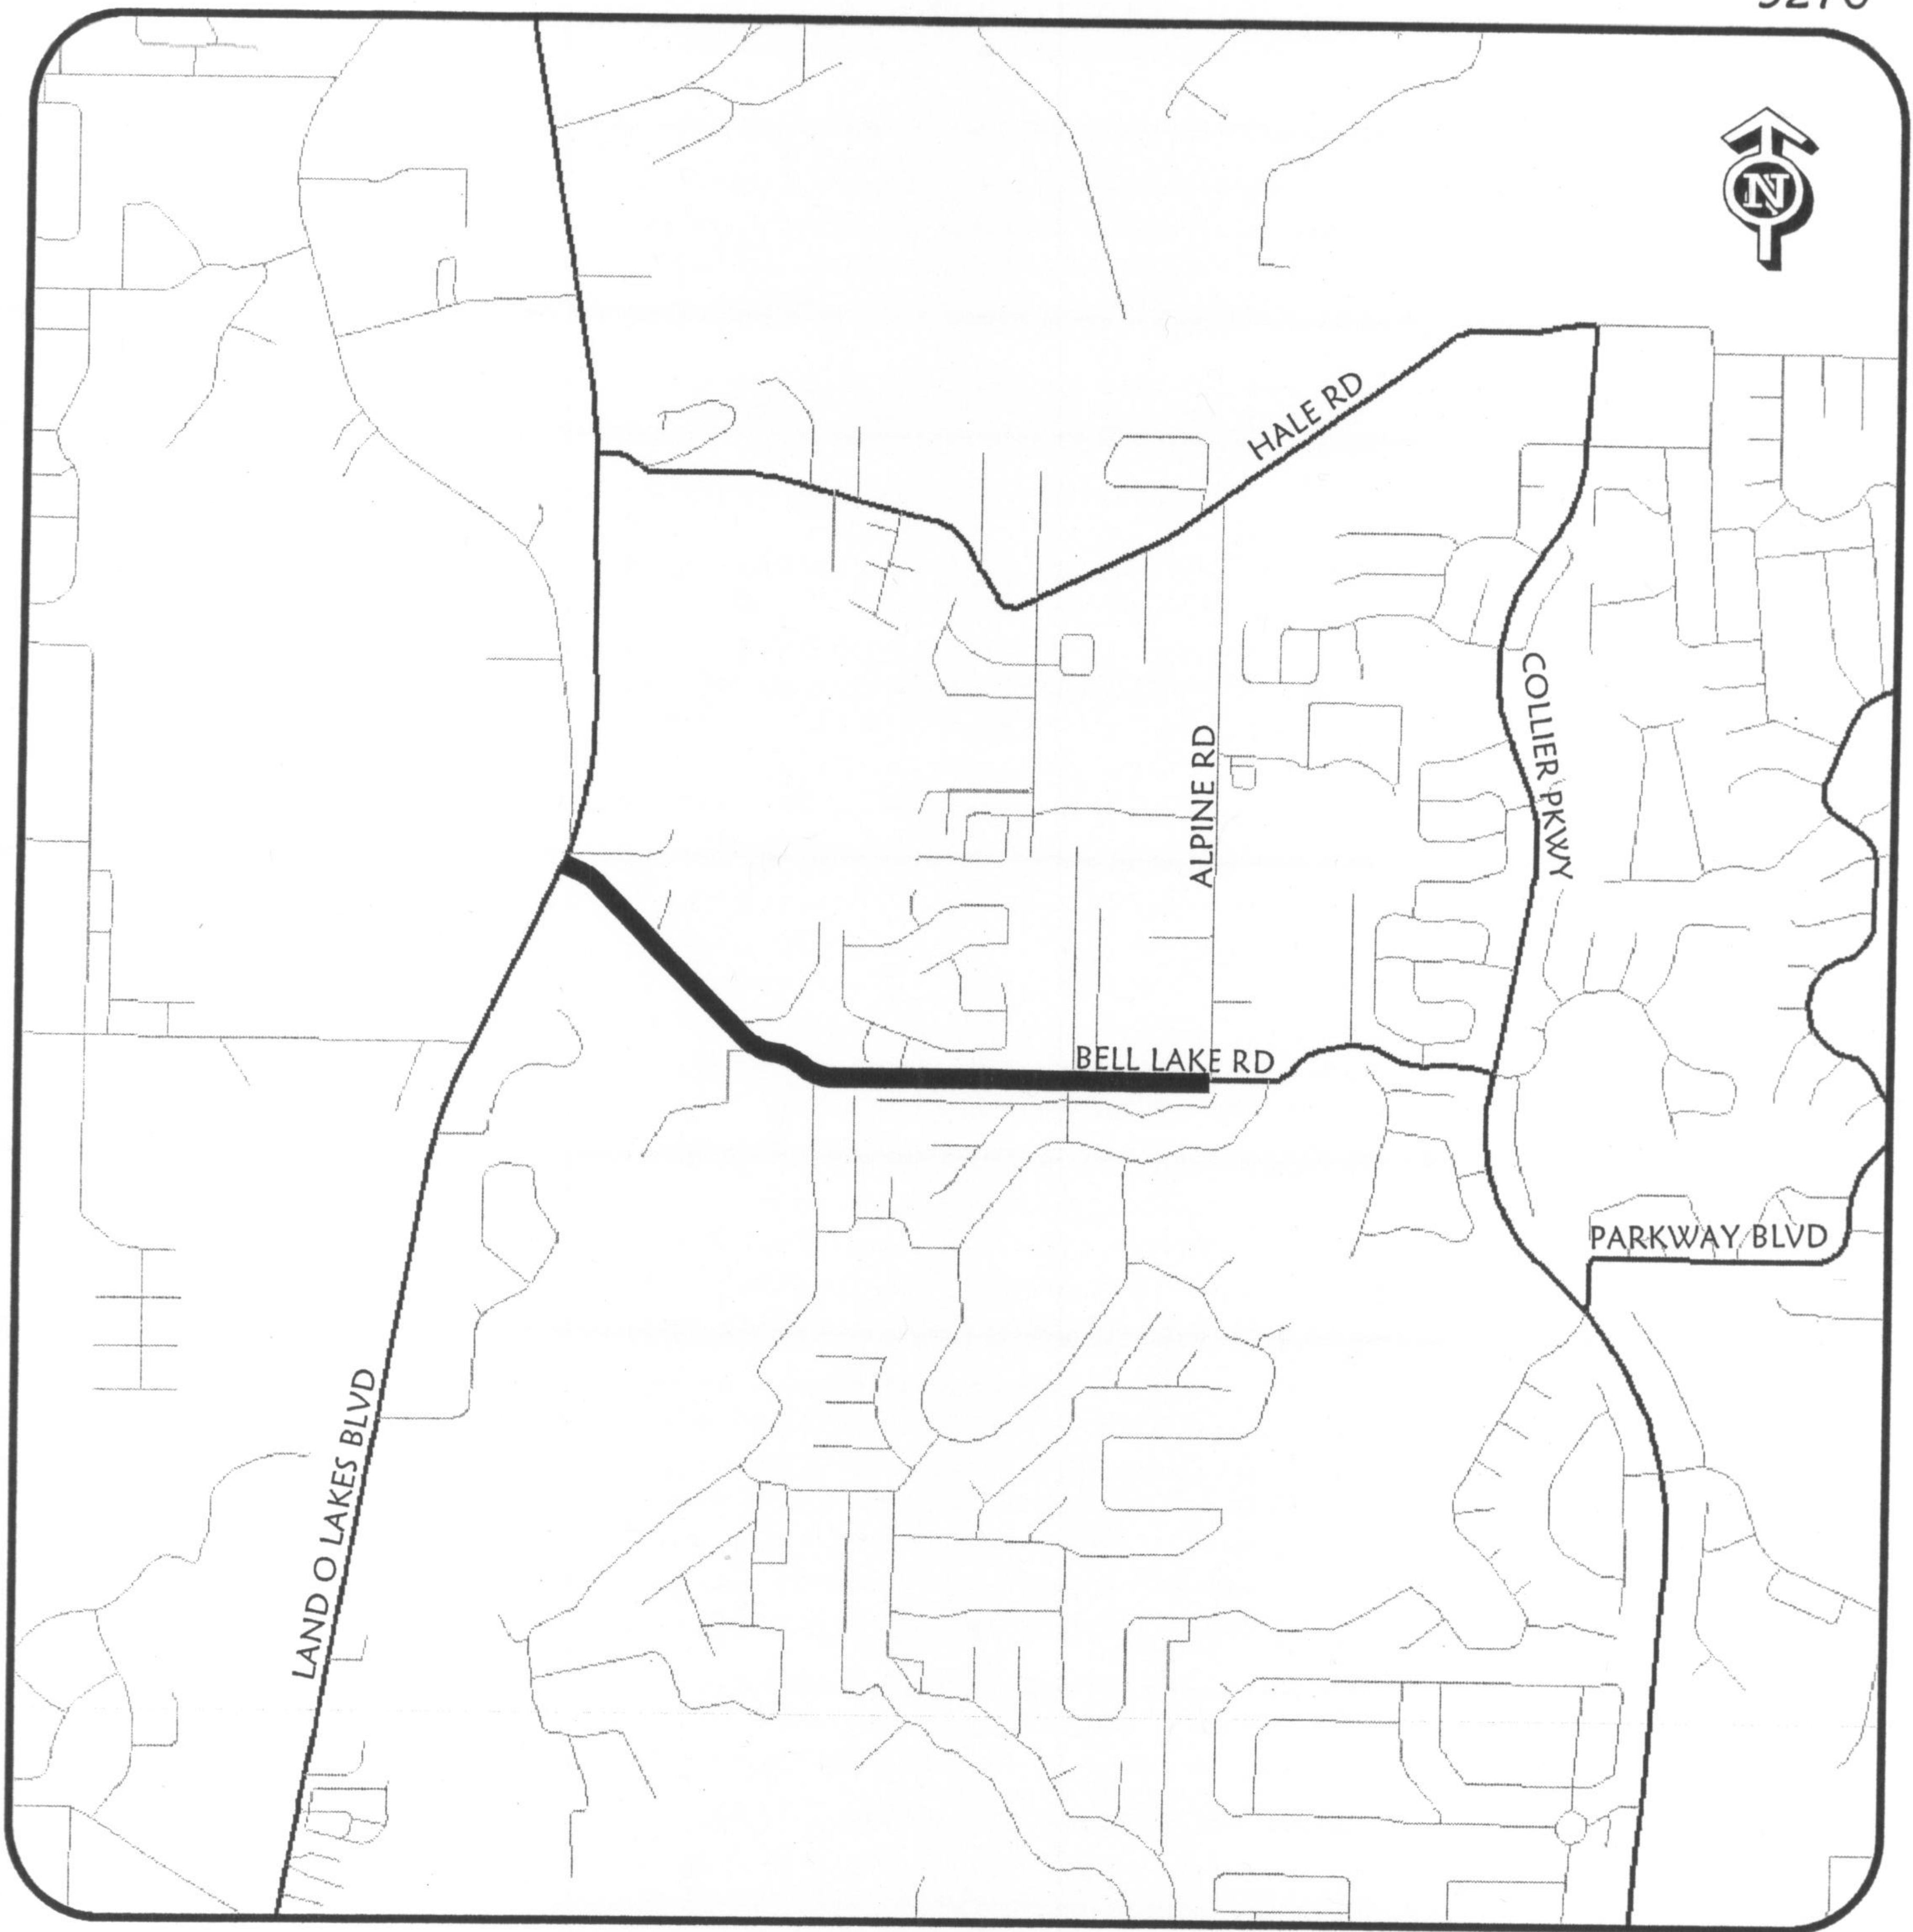 N
HALE RD
COLLIER PKWY
ALPINE RD
BELL LAKE RD
PARKWAY BLVD
LAND O LAKES BLVD